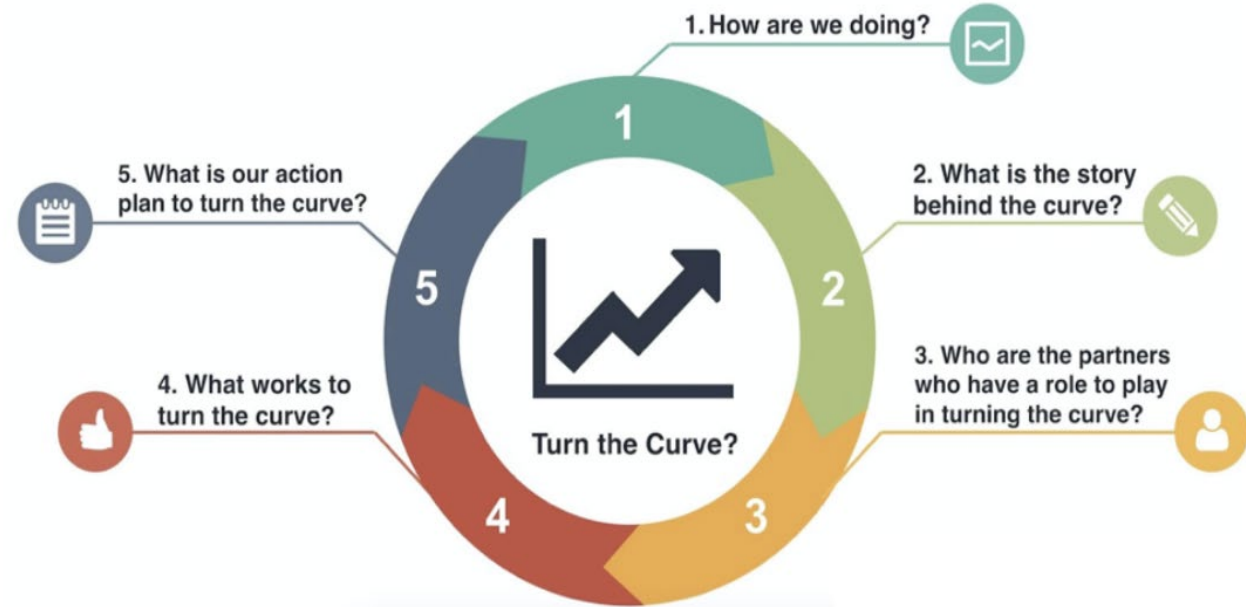 1. How are we doing?
1
2. What is the story
behind the curve?
2
3. Who are the partners
who have a role to play
in turning the curve?
3
4. What works to
turn the curve?
4
5. What is our action
plan to turn the curve?
5
Turn the Curve?